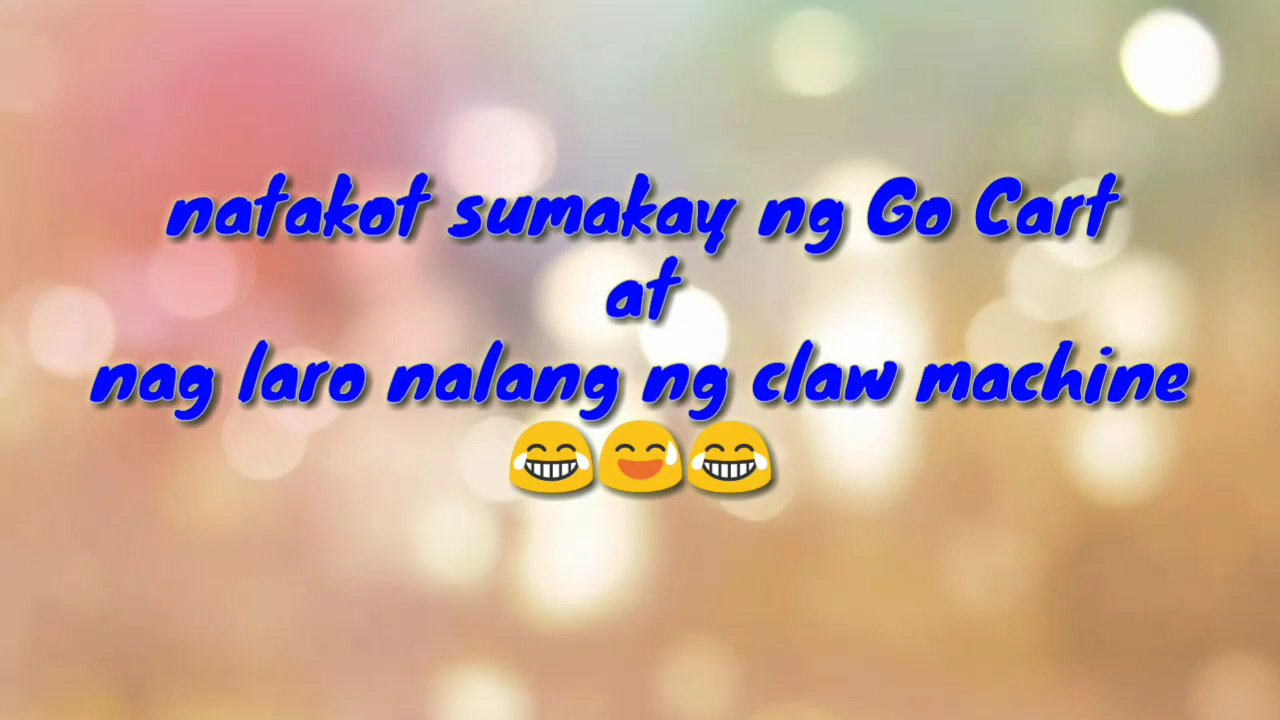 natakot sumakay ng Go Cart
at
nag laro nalang ng claw machine
😂😅😂